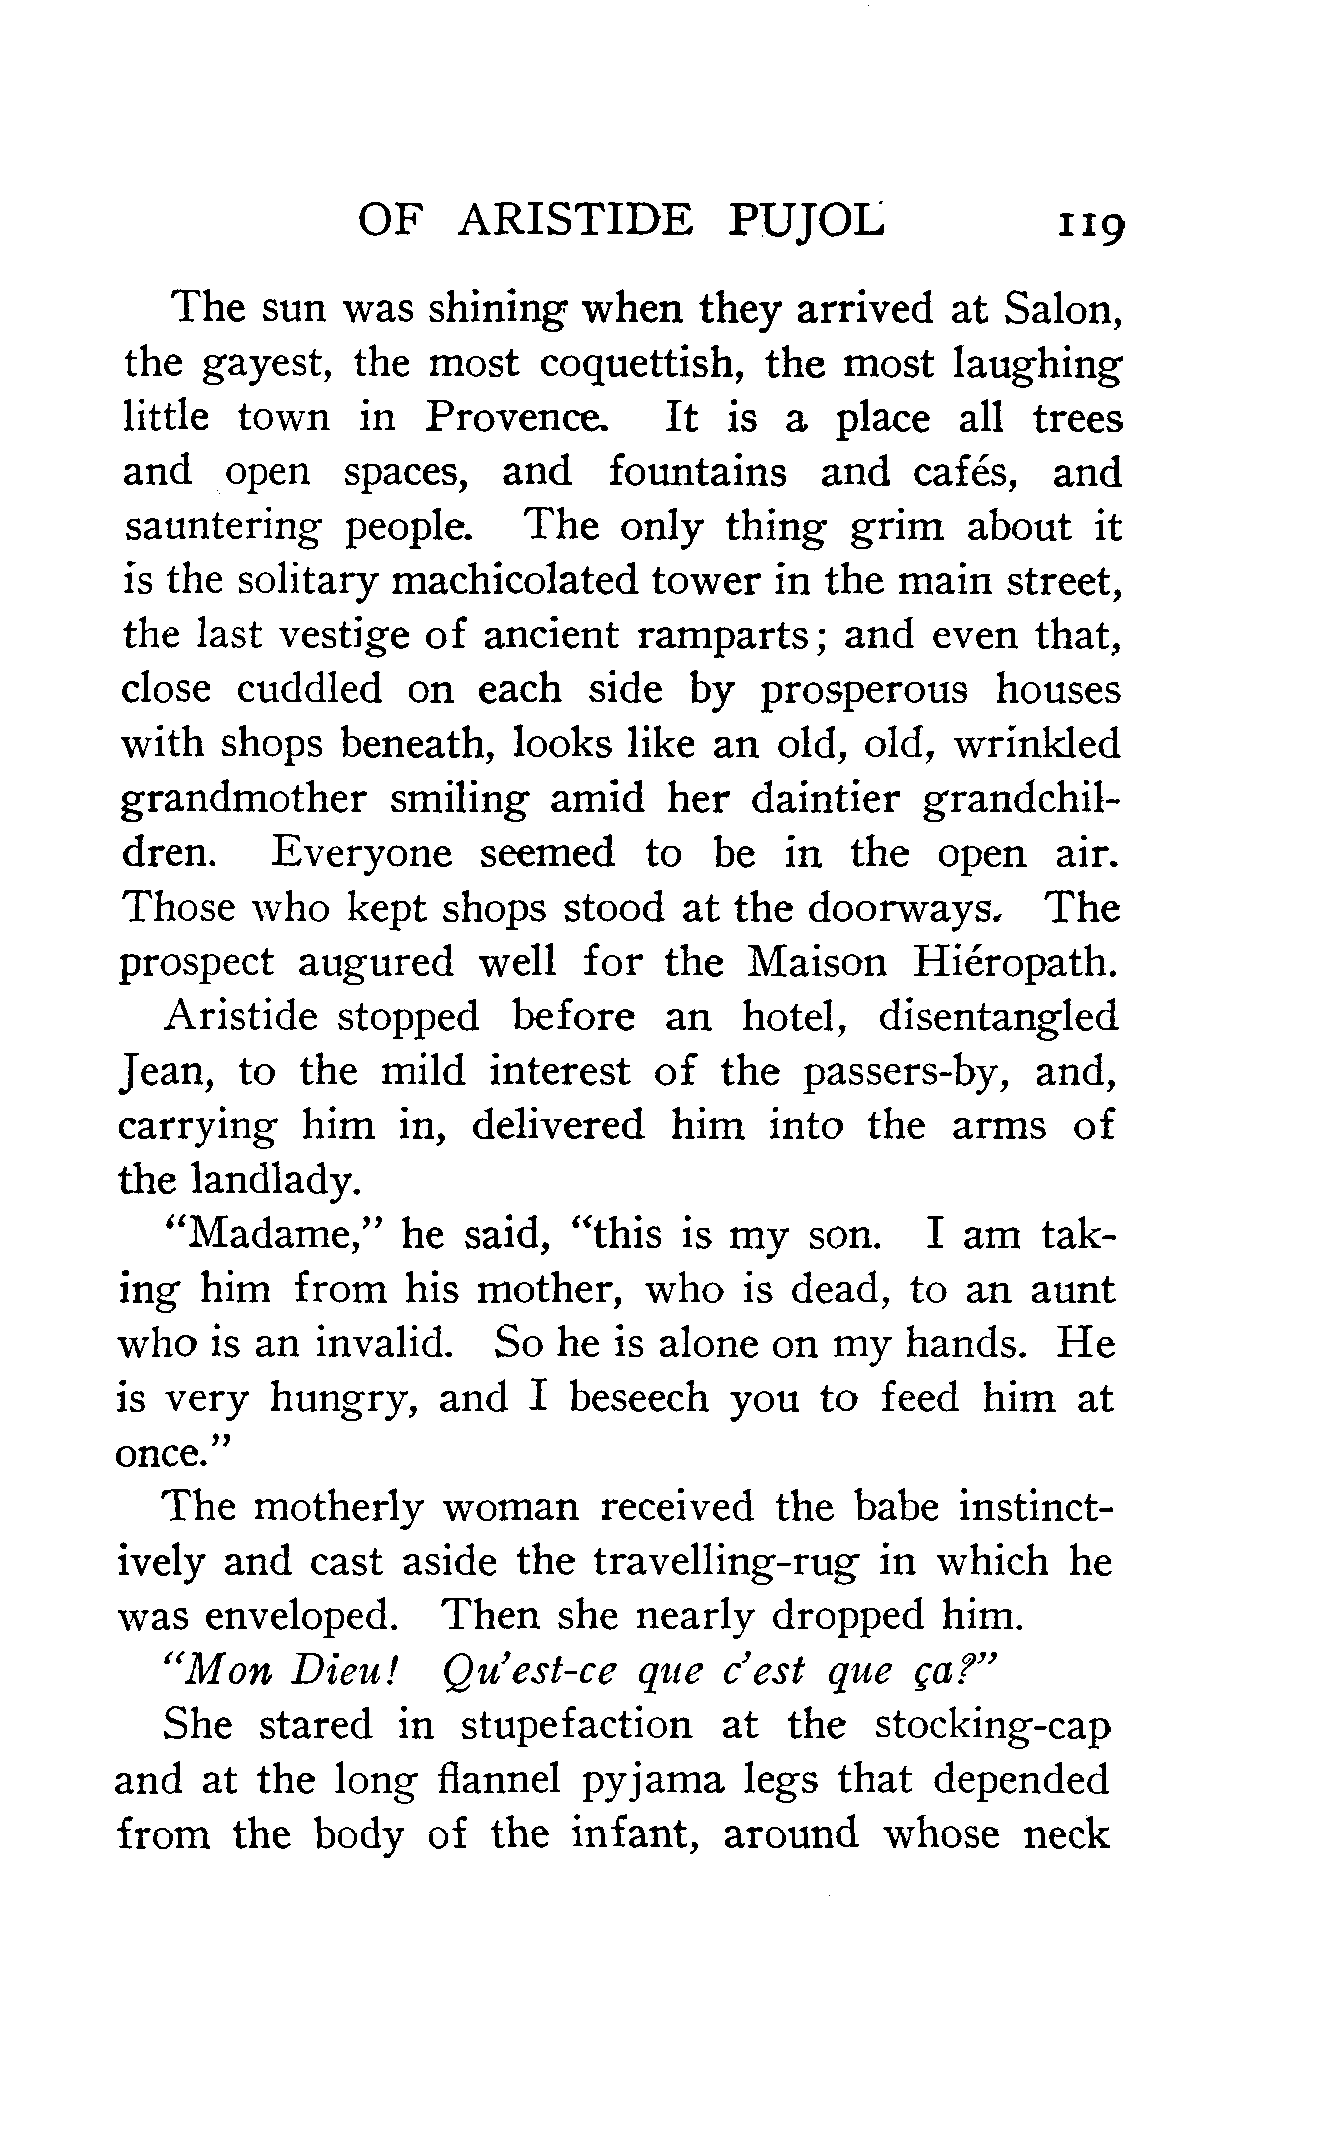 OF ARISTIDE PUJOL 119
The sun was shining when they arrived at Salon,
the gayest, the most coquettish, the most laughing
little town in Provence. It is a place all trees
and open spaces, and fountains and cafés, and
sauntering people. The only thing grim about it
is the solitary machicolated tower in the main street,
the last vestige of ancient ramparts; and even that,
close cuddled on each side by prosperous houses
with shops beneath, looks like an old, old, wrinkled
grandmother smiling amid her daintier grandchil-
dren. Everyone seemed to be in the open air.
Those who kept shops stood at the doorways. The
prospect augured well for the Maison Hiéropath.
Aristide stopped before an hotel, disentangled
Jean, to the mild interest of the passers-by, and,
carrying him in, delivered him into the arms of
the landlady.
“Madame,” he said, “this is my son. I am tak-
ing him from his mother, who is dead, to an aunt
who is an invalid. So he is alone on my hands. He
is very hungry, and I beseech you to feed him at
once.”
The motherly woman received the babe instinct-
ively and cast aside the travelling-rug in which he
was enveloped. Then she nearly dropped him.
“Mon Dieu! Qu’est-ce que c’est que ça?”
She stared in stupefaction at the stocking-cap
and at the long flannel pyjama legs that depended
from the body of the infant, around whose neck